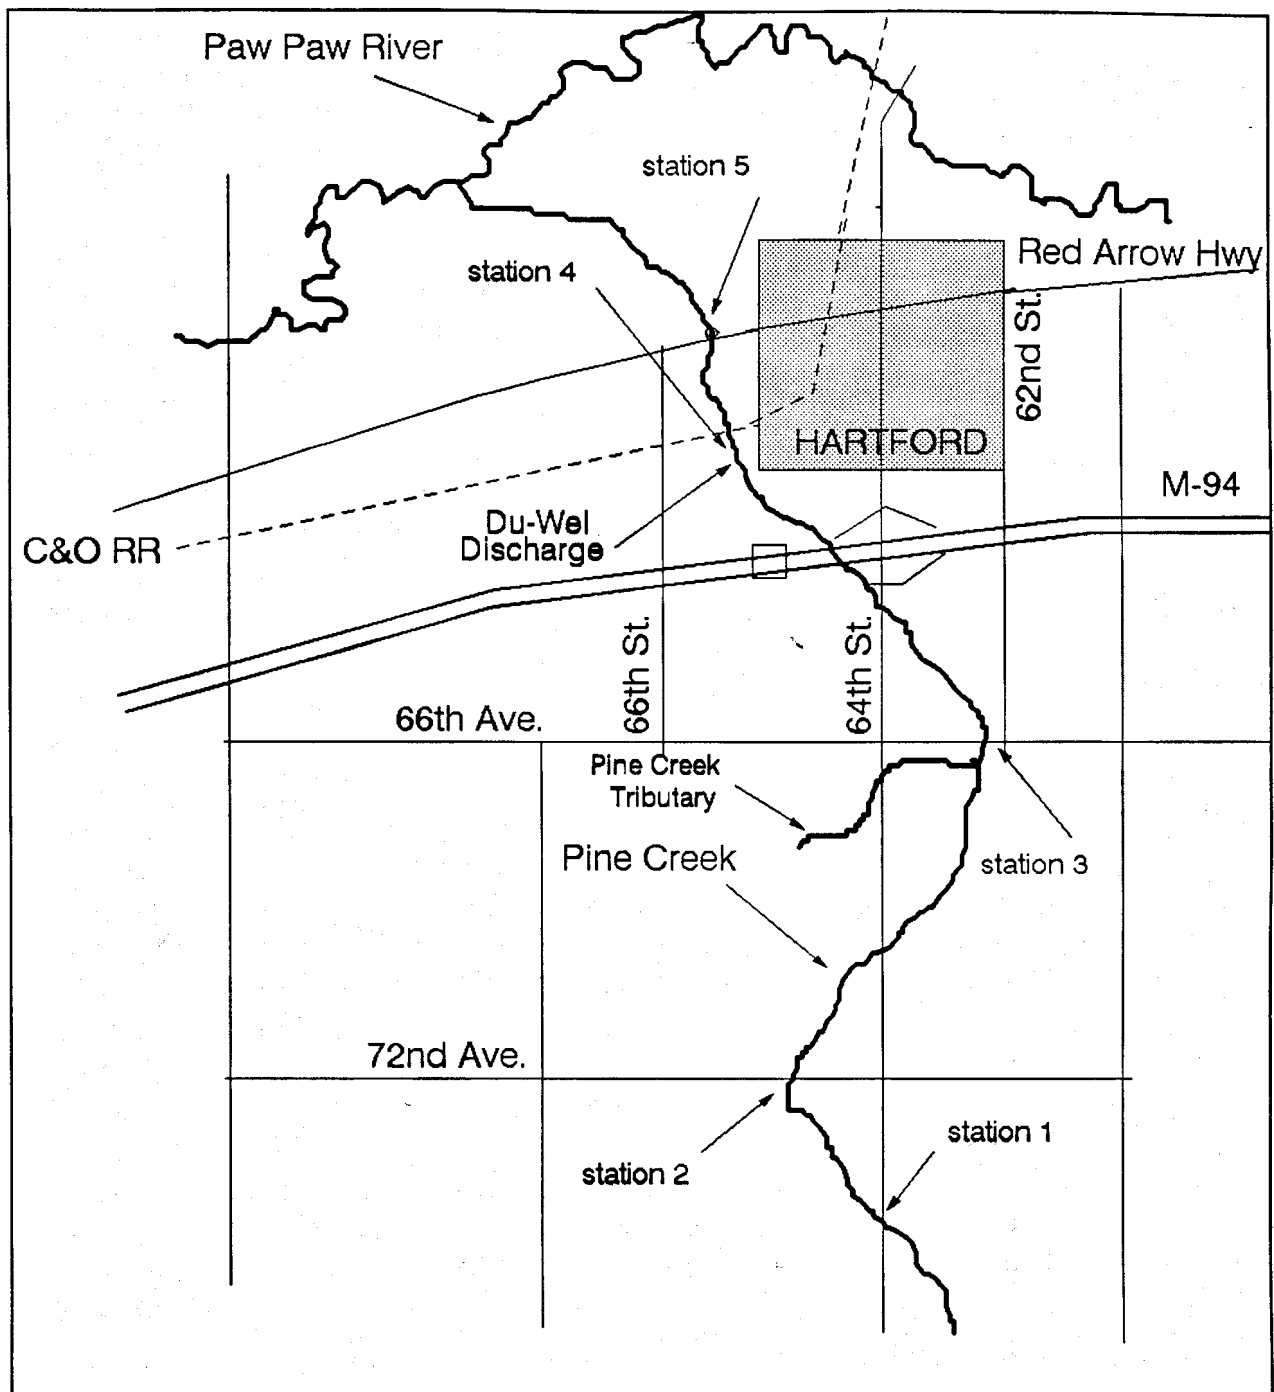 Paw Paw River
station 5
station 4
Red Arrow Hwy
62nd St.
HARTFORD
M-94
Du-Wel
Discharge
C&O RR
66th St.
64th St.
66th Ave.
Pine Creek
Tributary
Pine Creek
station 3
72nd Ave.
station 1
station 2